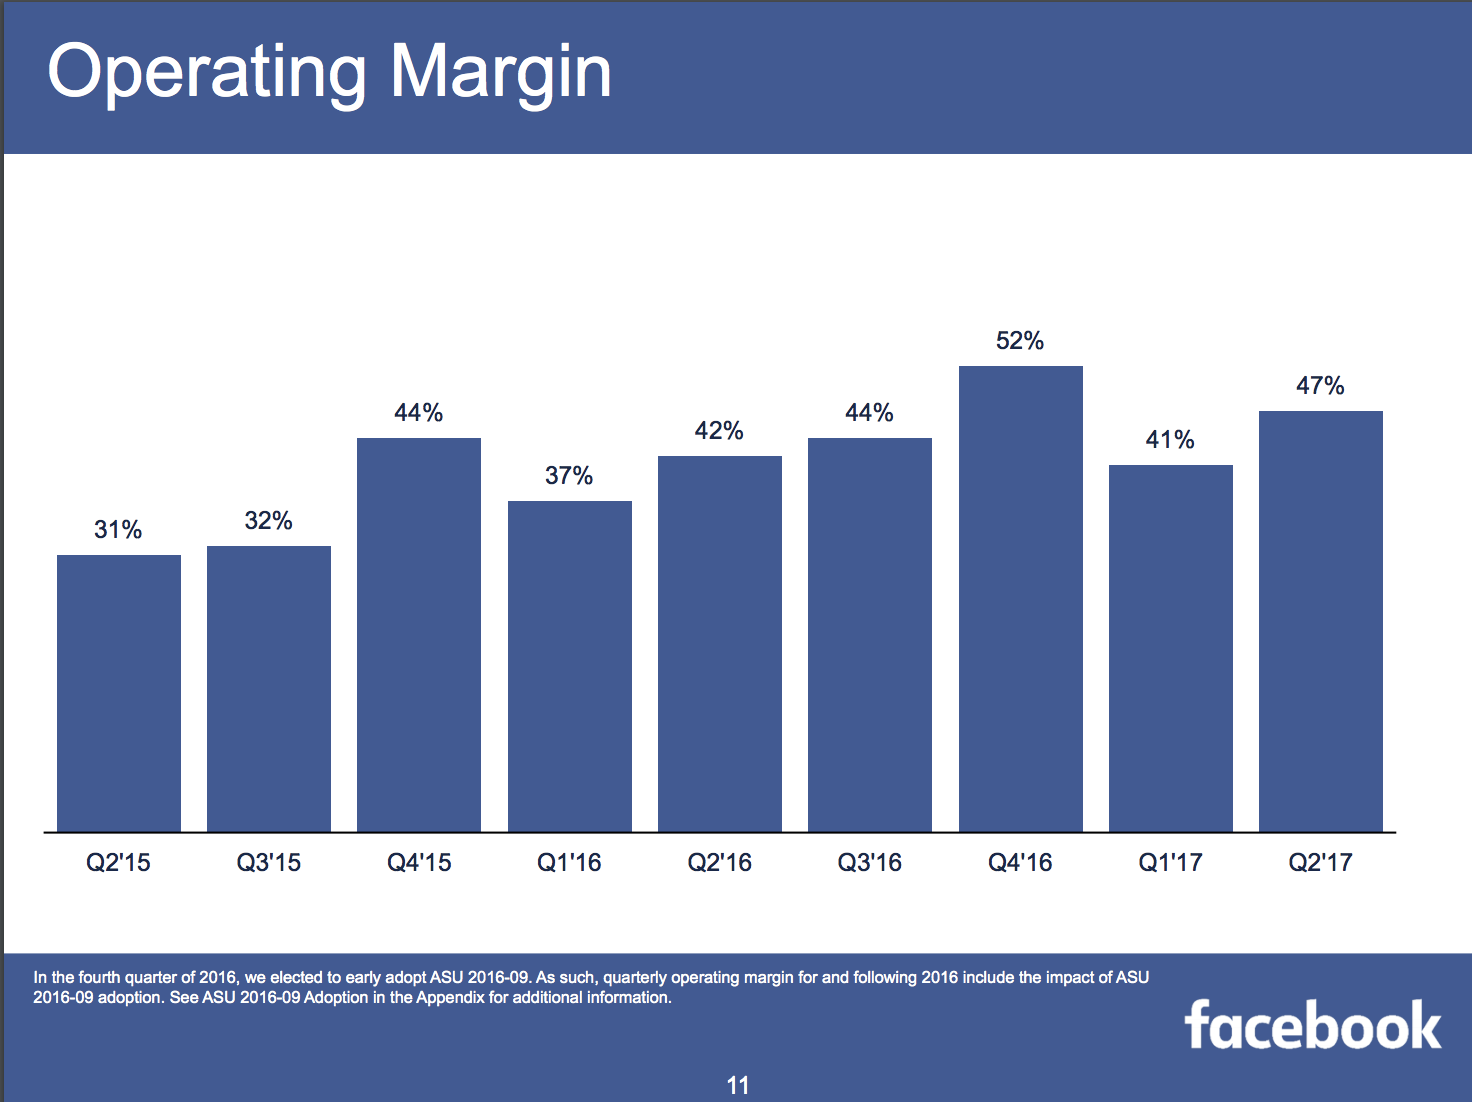 Operating Margin
31%
32%
44%
37%
42%
44%
52%
41%
47%
Q2'15
Q3'15
Q4'15
Q1'16
Q2'16
Q3'16
Q4'16
Q1'17
Q2'17
In the fourth quarter of 2016, we elected to early adopt ASU 2016-09. As such, quarterly operating margin for and following 2016 include the impact of ASU
2016-09 adoption. See ASU 2016-09 Adoption in the Appendix for additional information.
facebook
11